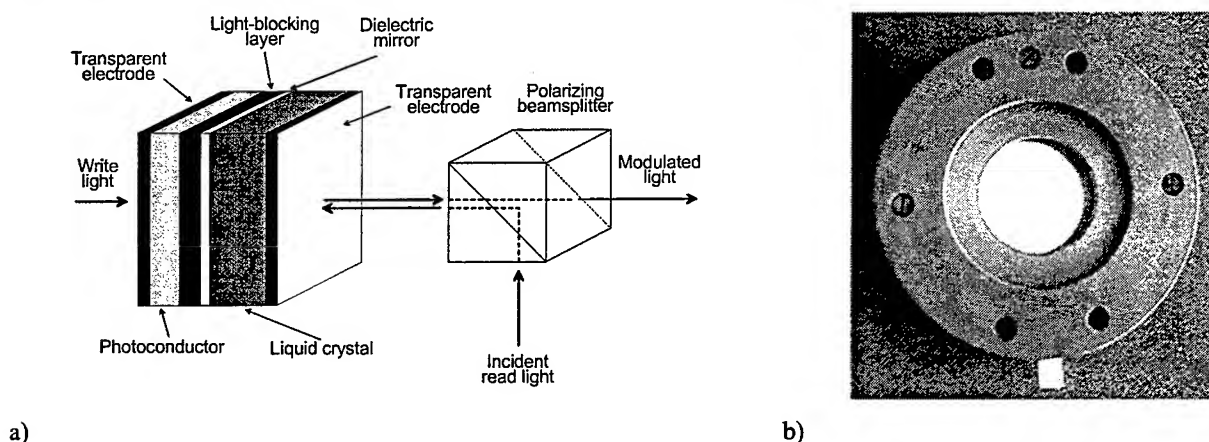 Light-blocking
layer
Dielectric
mirror
Transparent
electrode
Transparent
electrode
Polarizing
beamsplitter
Write
light
Modulated
light
Photoconductor
Liquid crystal
Incident
read light
a)
b)